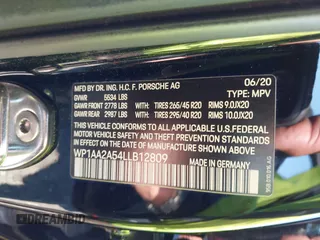 MFD BY DR. ING. H.C. F. PORSCHE AG 06/20
GVWR 5534 LBS TYPE: MPV
GAWR FRONT 2778 LBS WITH: TIRES 265/45 R20 RIMS 9.0JX20
GAWR REAR 2987 LBS WITH: TIRES 295/40 R20 RIMS 10.0JX20
THIS VEHICLE CONFORMS TO ALL APPLICABLE U.S.FEDERAL
MOTOR VEHICLE SAFETY AND THEFT PREVENTION STANDARDS
IN EFFECT ON THE DATE OF MANUFACTURE SHOWN ABOVE.
WP1AA2A54LLB12809 MADE IN GERMANY
DREAMBID